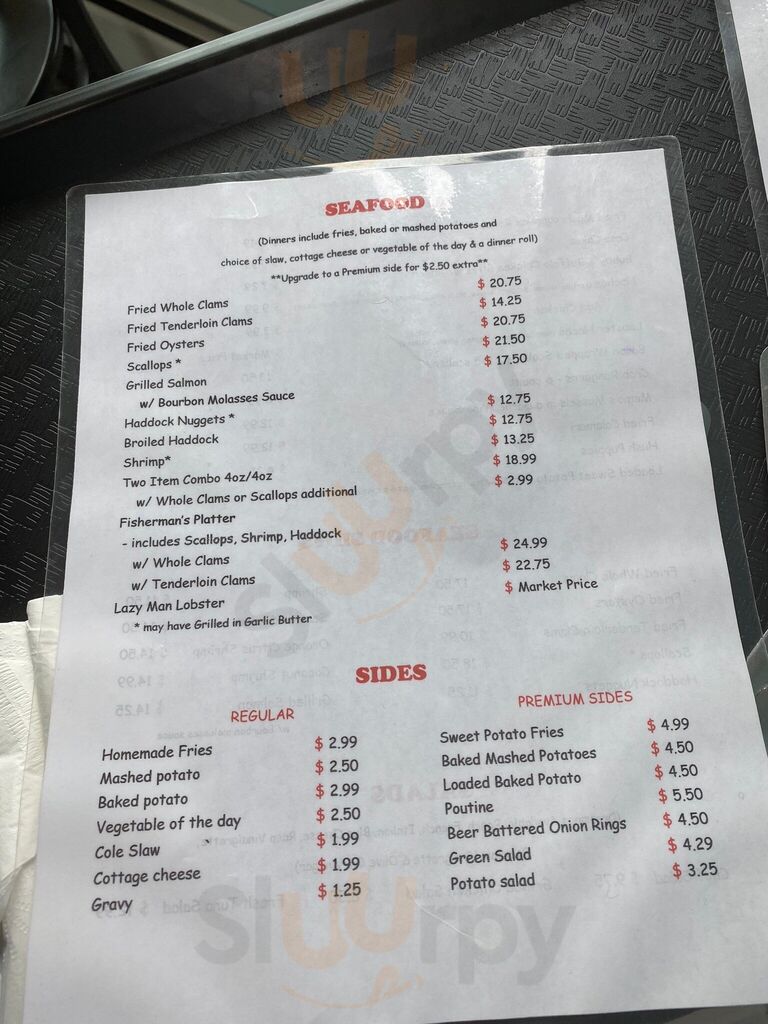 SEAFOOD
(Dinners include fries, baked or mashed potatoes and
choice of slaw, cottage cheese or vegetable of the day & a dinner roll)
**Upgrade to a Premium side for $2.50 extra**
Fried Whole Clams $ 20.75
Fried Tenderloin Clams $ 14.25
Fried Oysters $ 20.75
Scallops * $ 21.50
Grilled Salmon $ 17.50
w/ Bourbon Molasses Sauce
Haddock Nuggets * $ 12.75
Broiled Haddock $ 12.75
Shrimp* $ 13.25
Two Item Combo 4oz/4oz $ 18.99
w/ Whole Clams or Scallops additional $ 2.99
Fisherman's Platter
- includes Scallops, Shrimp, Haddock
w/ Whole Clams $ 24.99
w/ Tenderloin Clams $ 22.75
Lazy Man Lobster $ Market Price
* may have Grilled in Garlic Butter
SIDES
REGULAR
Homemade Fries $ 2.99
Mashed potato $ 2.50
Baked potato $ 2.99
Vegetable of the day $ 2.50
Cole Slaw $ 1.99
Cottage cheese $ 1.99
Gravy $ 1.25
PREMIUM SIDES
Sweet Potato Fries $ 4.99
Baked Mashed Potatoes $ 4.50
Loaded Baked Potato $ 4.50
Poutine $ 5.50
Beer Battered Onion Rings $ 4.50
Green Salad $ 4.29
Potato salad $ 3.25
Sluurpy
Sluurpy